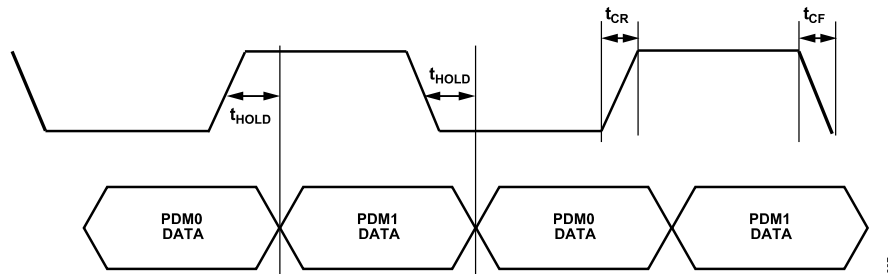 tCR
tCF
tHOLD
tHOLD
PDM0
DATA
PDM1
DATA
PDM0
DATA
PDM1
DATA